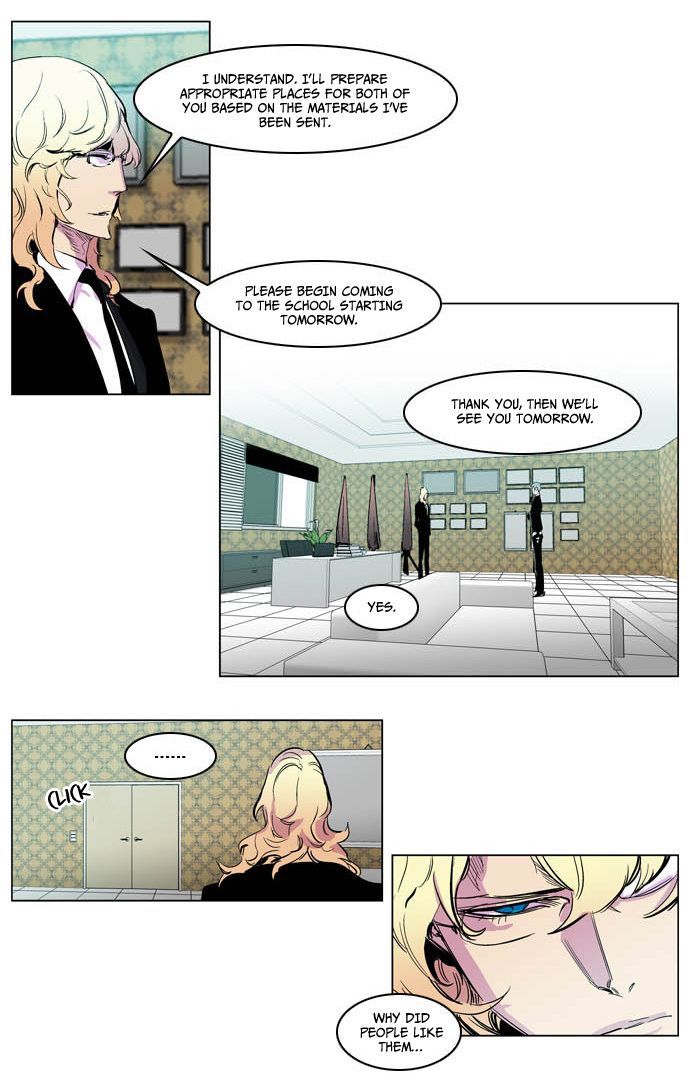 I UNDERSTAND. I'LL PREPARE
APPROPRIATE PLACES FOR BOTH OF
YOU BASED ON THE MATERIALS I'VE
BEEN SENT.
PLEASE BEGIN COMING
TO THE SCHOOL STARTING
TOMORROW.
THANK YOU, THEN WE'LL
SEE YOU TOMORROW.
YES.
......
CLICK
WHY DID
PEOPLE LIKE
THEM...